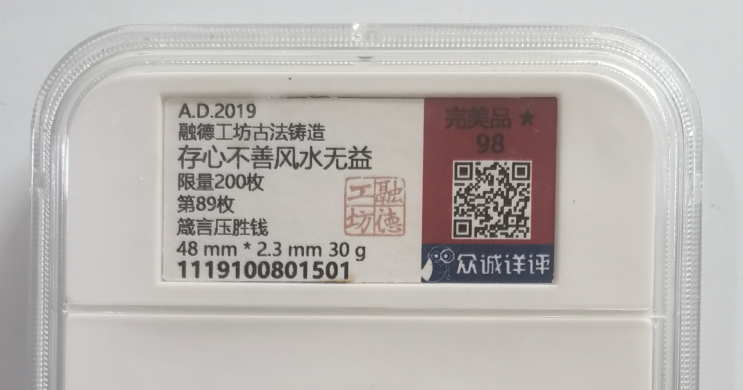 A.D.2019
融德工坊古法铸造
存心不善风水无益
限量200枚
第89枚
箴言压胜钱
48 mm * 2.3 mm 30 g
1119100801501
融德工坊
完美品 ★
98
众诚详评